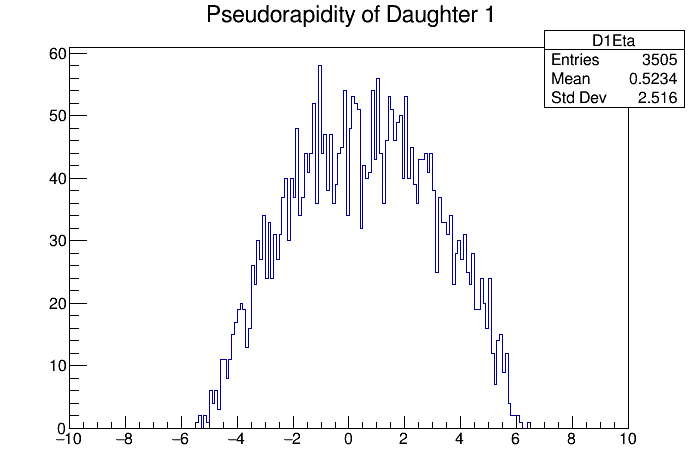 Pseudorapidity of Daughter 1
D1Eta
Entries 3505
Mean 0.5234
Std Dev 2.516
60
50
40
30
20
10
0
−10 −8 −6 −4 −2 0 2 4 6 8 10